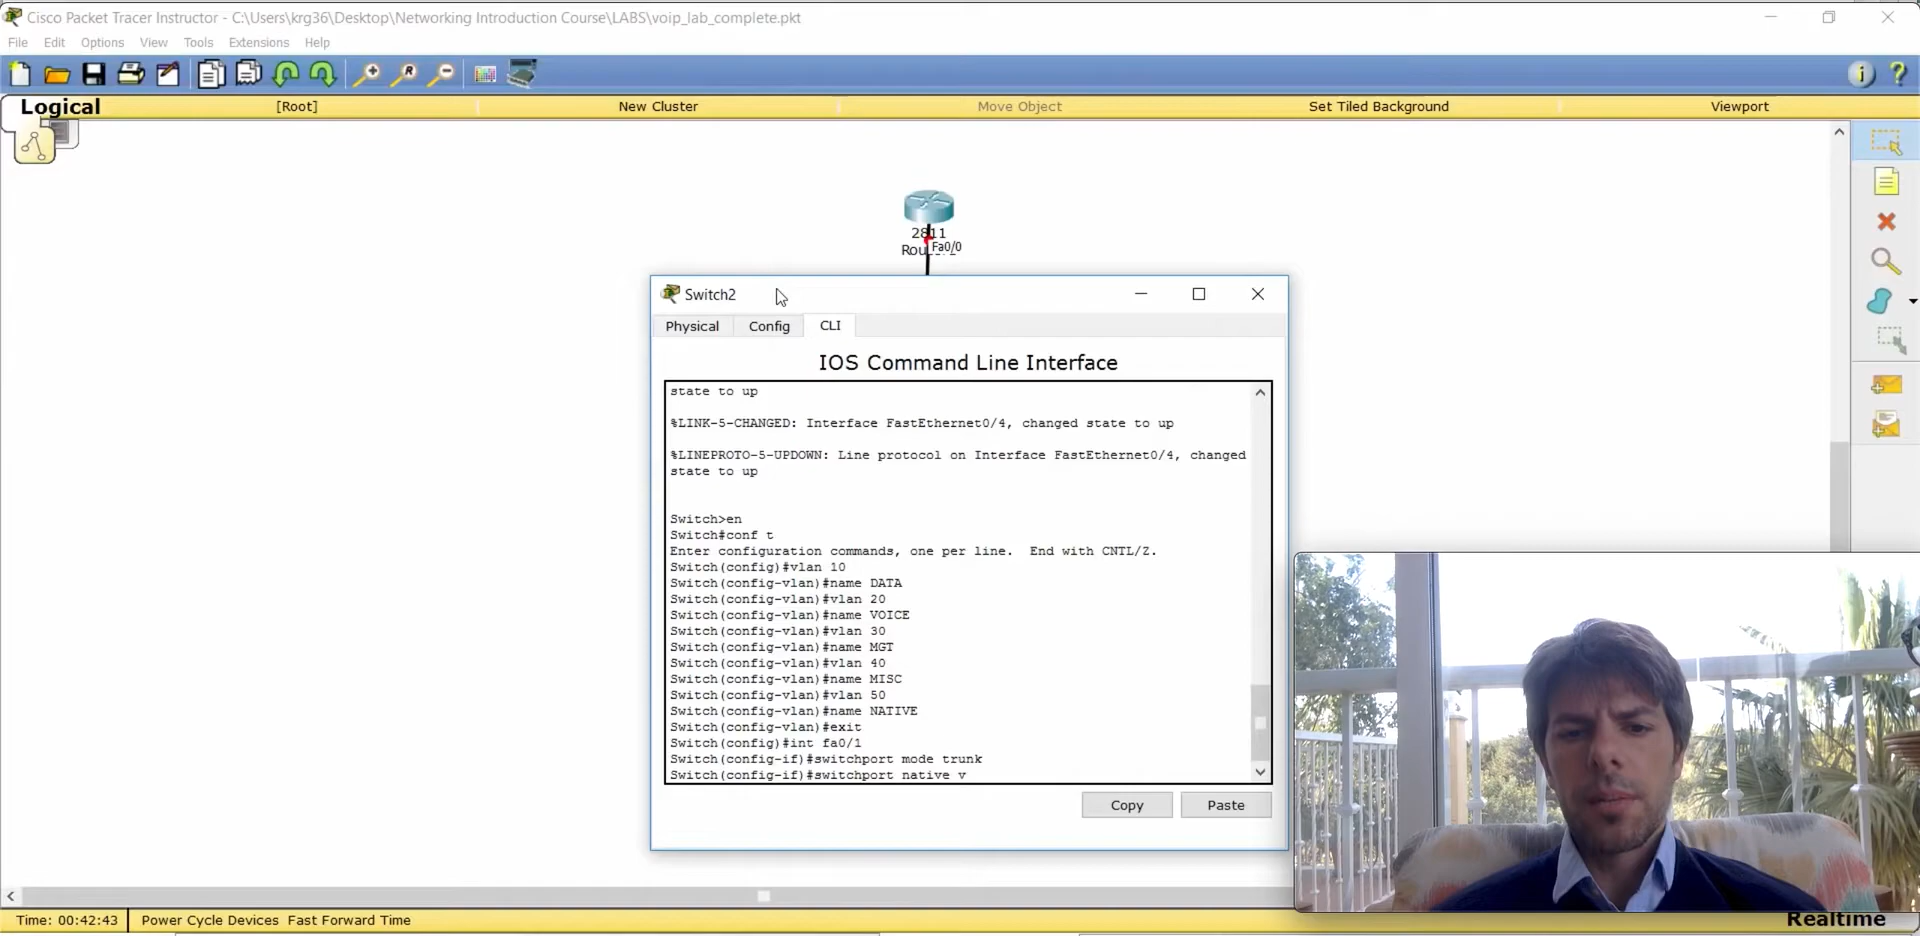 Cisco Packet Tracer Instructor - C:\Users\krg36\Desktop\Networking Introduction Course\LABS\voip_lab_complete.pkt
File Edit Options View Tools Extensions Help
Logical [Root] New Cluster Move Object Set Tiled Background Viewport
2811
Fa0/0
Switch2
Physical Config CLI
IOS Command Line Interface
state to up
%LINK-5-CHANGED: Interface FastEthernet0/4, changed state to up
%LINEPROTO-5-UPDOWN: Line protocol on Interface FastEthernet0/4, changed
state to up
Switch>en
Switch#conf t
Enter configuration commands, one per line.  End with CNTL/Z.
Switch(config)#vlan 10
Switch(config-vlan)#name DATA
Switch(config-vlan)#vlan 20
Switch(config-vlan)#name VOICE
Switch(config-vlan)#vlan 30
Switch(config-vlan)#name MGT
Switch(config-vlan)#vlan 40
Switch(config-vlan)#name MISC
Switch(config-vlan)#vlan 50
Switch(config-vlan)#name NATIVE
Switch(config-vlan)#exit
Switch(config)#int fa0/1
Switch(config-if)#switchport mode trunk
Switch(config-if)#switchport native v
Copy Paste
Time: 00:42:43 Power Cycle Devices Fast Forward Time Realtime